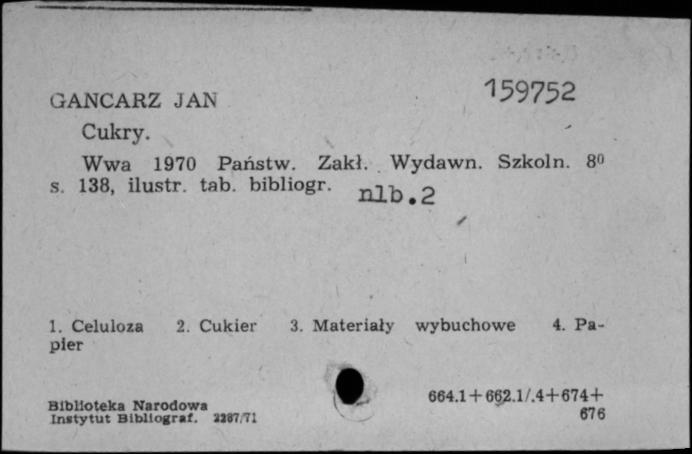 159752
GANCARZ JAN
Cukry.
Wwa 1970 Państw. Zakł. Wydawn. Szkoln. 8⁰
s. 138, ilustr. tab. bibliogr. nlb.2
1. Celuloza 2. Cukier 3. Materiały wybuchowe 4. Pa-
pier
664.1+662.1/.4+674+
676
Biblioteka Narodowa
Instytut Bibliograf. 2287/71